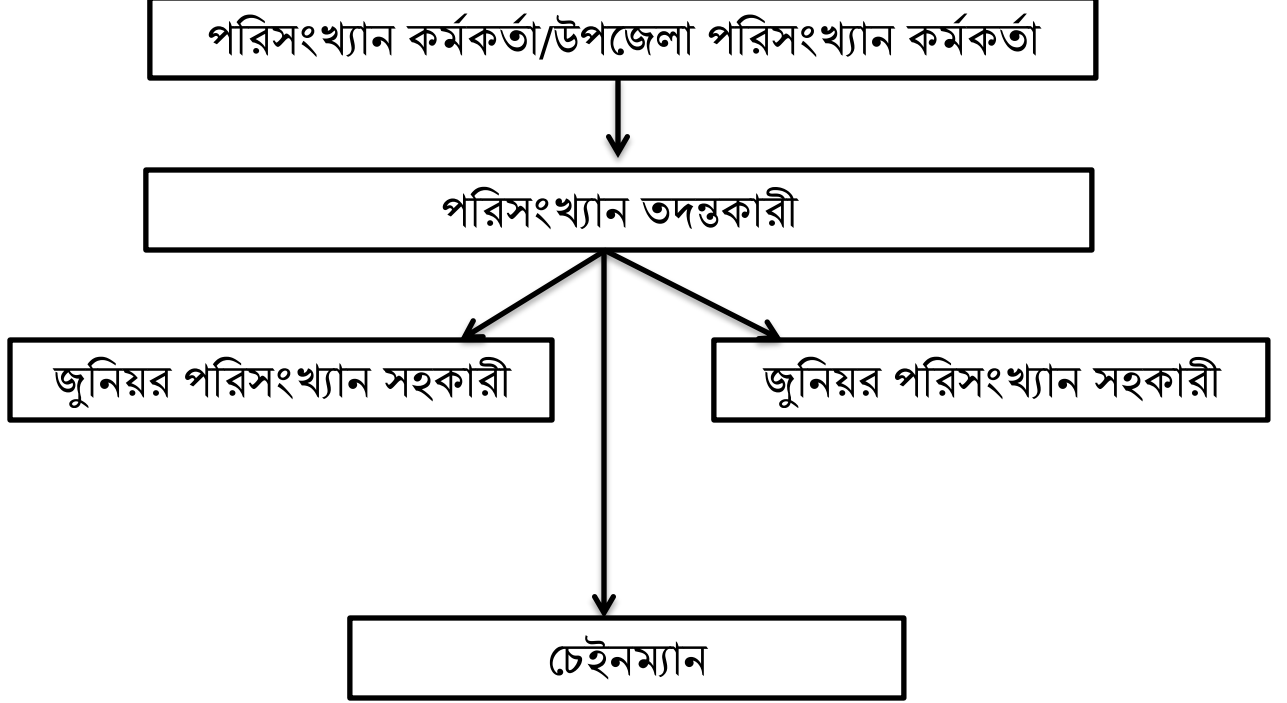 পরিসংখ্যান কর্মকর্তা/উপজেলা পরিসংখ্যান কর্মকর্তা
পরিসংখ্যান তদন্তকারী
জুনিয়র পরিসংখ্যান সহকারী
জুনিয়র পরিসংখ্যান সহকারী
চেইনম্যান